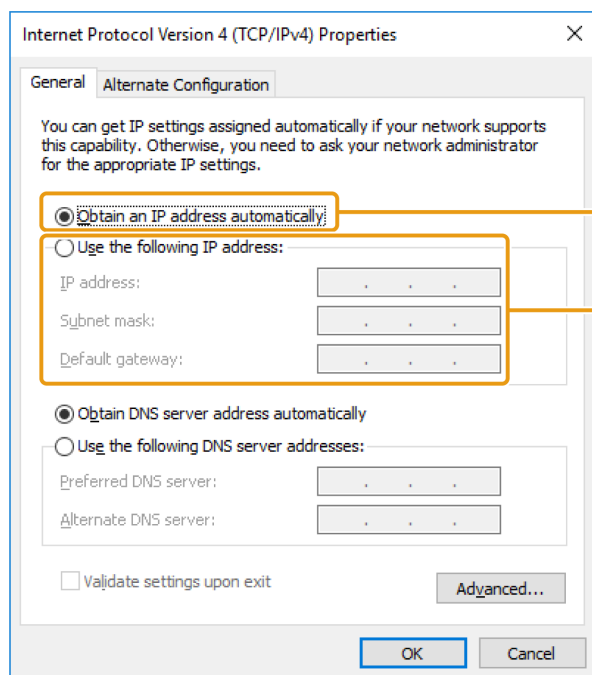 Internet Protocol Version 4 (TCP/IPv4) Properties
General
Alternate Configuration
You can get IP settings assigned automatically if your network supports
this capability. Otherwise, you need to ask your network administrator
for the appropriate IP settings.
Obtain an IP address automatically
Use the following IP address:
IP address:
Subnet mask:
Default gateway:
Obtain DNS server address automatically
Use the following DNS server addresses:
Preferred DNS server:
Alternate DNS server:
Validate settings upon exit
Advanced...
OK
Cancel